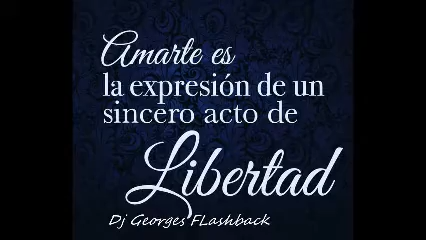 Amarte es
la expresión de un
sincero acto de
Libertad
Dj Georges FLashback